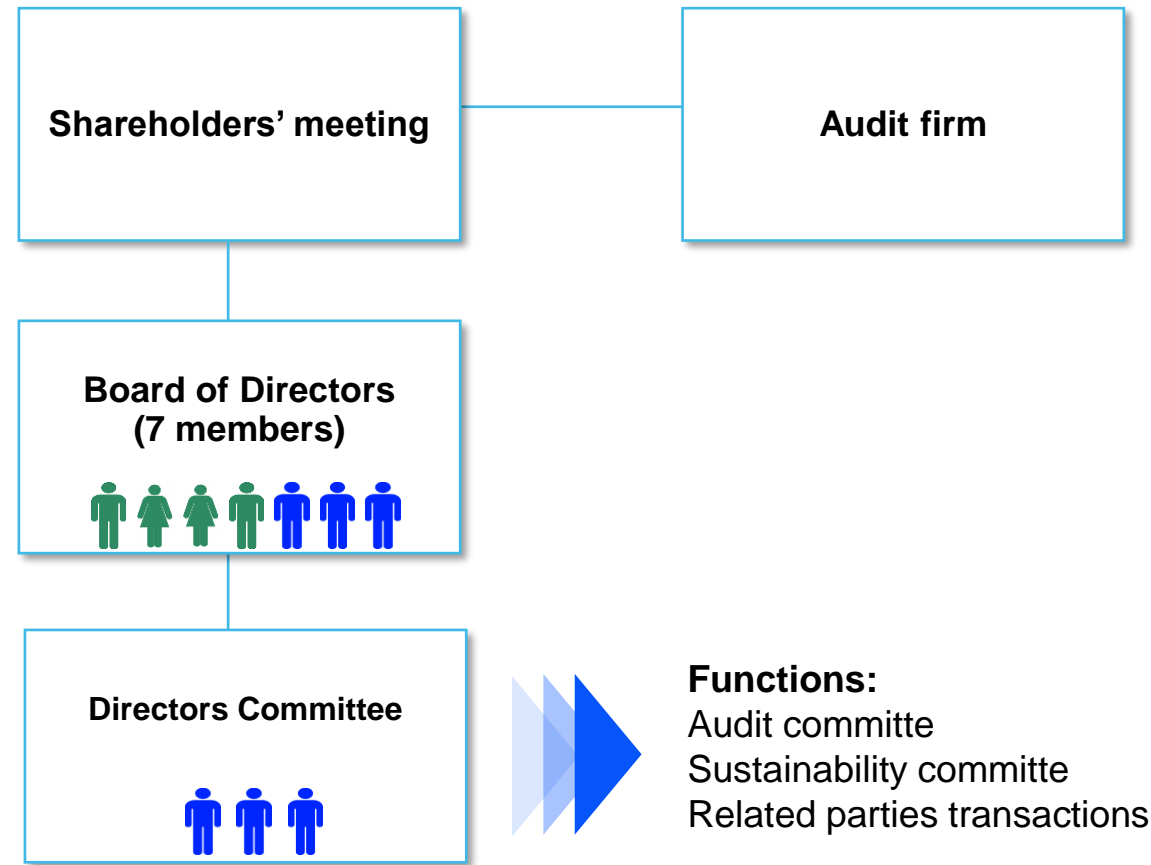 Shareholders’ meeting
Audit firm
Board of Directors
(7 members)
Directors Committee
Functions:
Audit committe
Sustainability committe
Related parties transactions